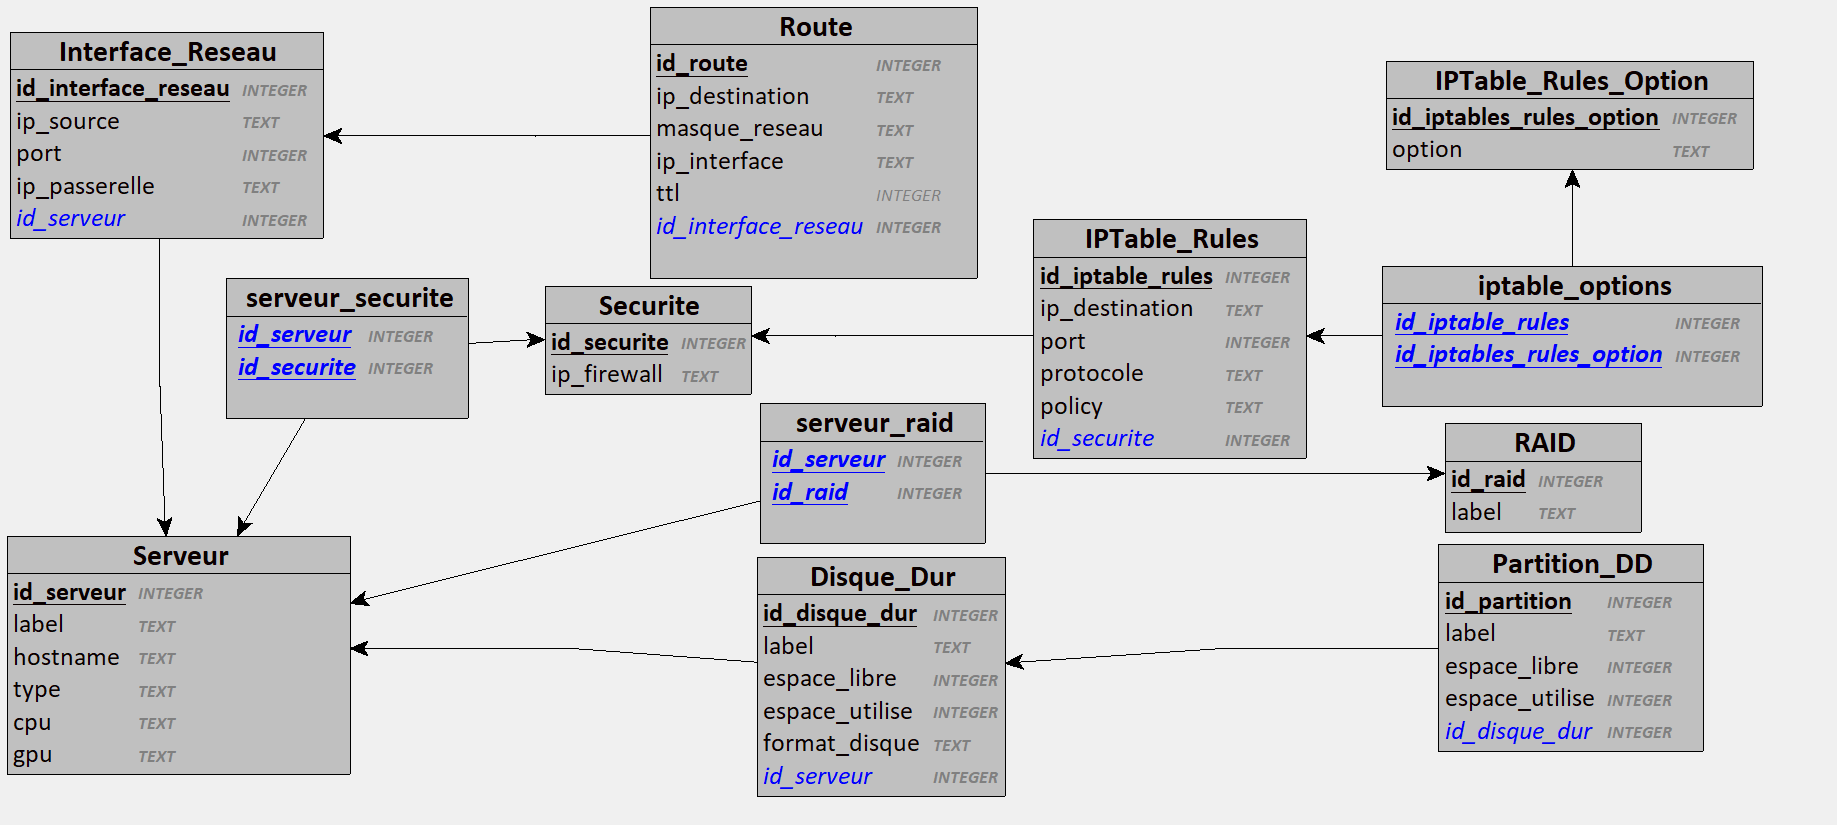 Interface_Reseau
id_interface_reseau INTEGER
ip_source TEXT
port INTEGER
ip_passerelle TEXT
id_serveur INTEGER
Route
id_route INTEGER
ip_destination TEXT
masque_reseau TEXT
ip_interface TEXT
ttl INTEGER
id_interface_reseau INTEGER
IPTable_Rules_Option
id_iptables_rules_option INTEGER
option TEXT
serveur_securite
id_serveur INTEGER
id_securite INTEGER
Securite
id_securite INTEGER
ip_firewall TEXT
IPTable_Rules
id_iptable_rules INTEGER
ip_destination TEXT
port INTEGER
protocole TEXT
policy TEXT
id_securite INTEGER
iptable_options
id_iptable_rules INTEGER
id_iptables_rules_option INTEGER
serveur_raid
id_serveur INTEGER
id_raid INTEGER
RAID
id_raid INTEGER
label TEXT
Serveur
id_serveur INTEGER
label TEXT
hostname TEXT
type TEXT
cpu TEXT
gpu TEXT
Disque_Dur
id_disque_dur INTEGER
label TEXT
espace_libre INTEGER
espace_utilise INTEGER
format_disque TEXT
id_serveur INTEGER
Partition_DD
id_partition INTEGER
label TEXT
espace_libre INTEGER
espace_utilise INTEGER
id_disque_dur INTEGER